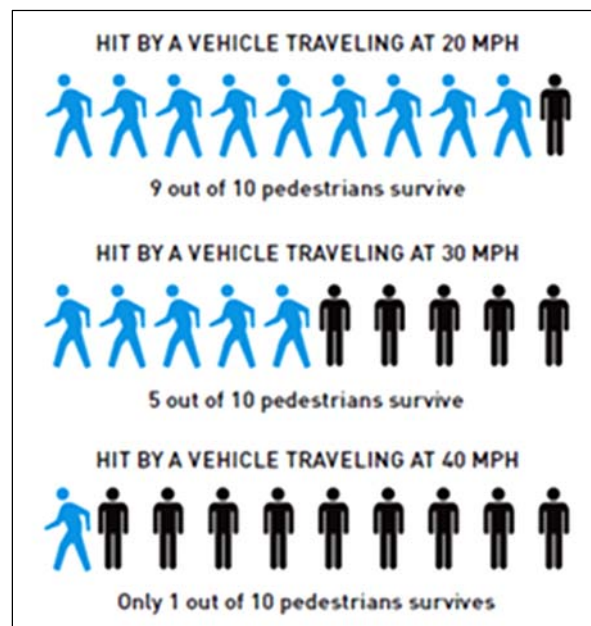 HIT BY A VEHICLE TRAVELING AT 20 MPH
9 out of 10 pedestrians survive
HIT BY A VEHICLE TRAVELING AT 30 MPH
5 out of 10 pedestrians survive
HIT BY A VEHICLE TRAVELING AT 40 MPH
Only 1 out of 10 pedestrians survives